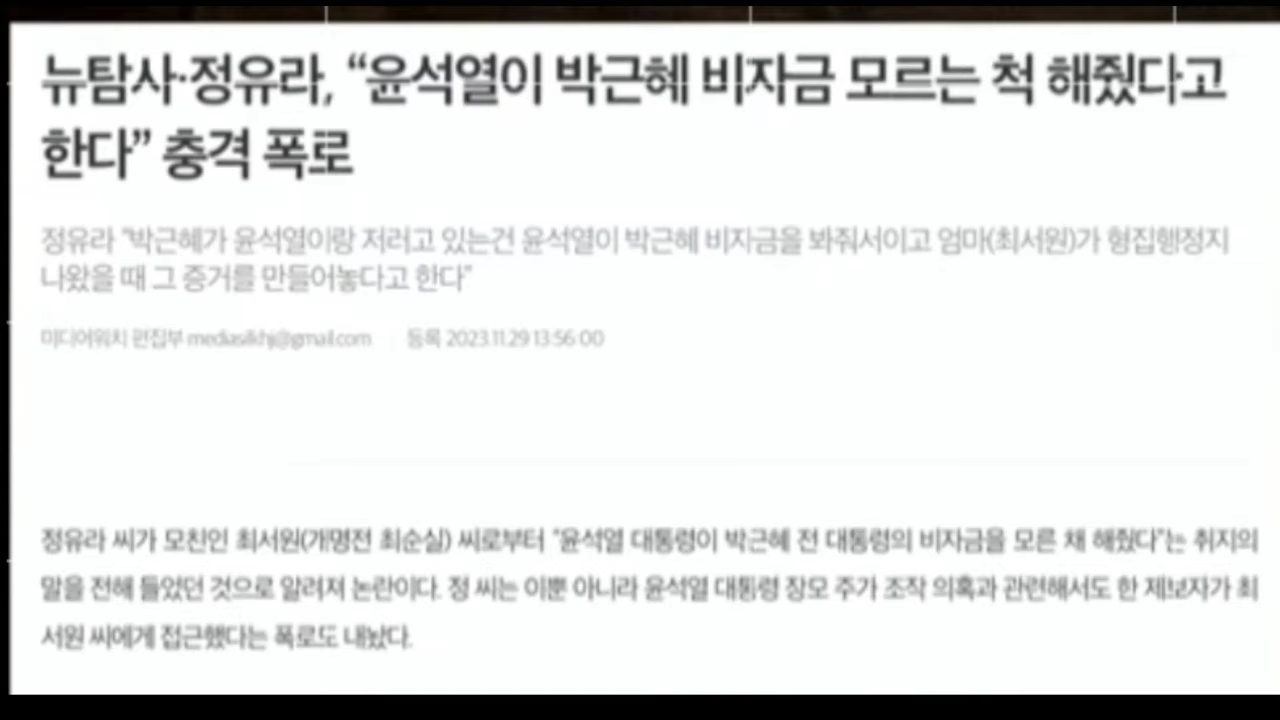 뉴탐사·정유라, “윤석열이 박근혜 비자금 모르는 척 해줬다고
한다” 충격 폭로
정유라 “박근혜가 윤석열이랑 저러고 있는건 윤석열이 박근혜 비자금을 봐줘서이고 엄마(최서원)가 형집행정지
나왔을 때 그 증거를 만들어놓다고 한다”
미디어워치 편집부 mediasilkhj@gmail.com 등록 2023.11.29 13:56:00
정유라 씨가 모친인 최서원(개명전 최순실) 씨로부터 “윤석열 대통령이 박근혜 전 대통령의 비자금을 모른 채 해줬다”는 취지의
말을 전해 들었던 것으로 알려져 논란이다. 정 씨는 이뿐 아니라 윤석열 대통령 장모 주가 조작 의혹과 관련해서도 한 제보자가 최
서원 씨에게 접근했다는 폭로도 내놨다.